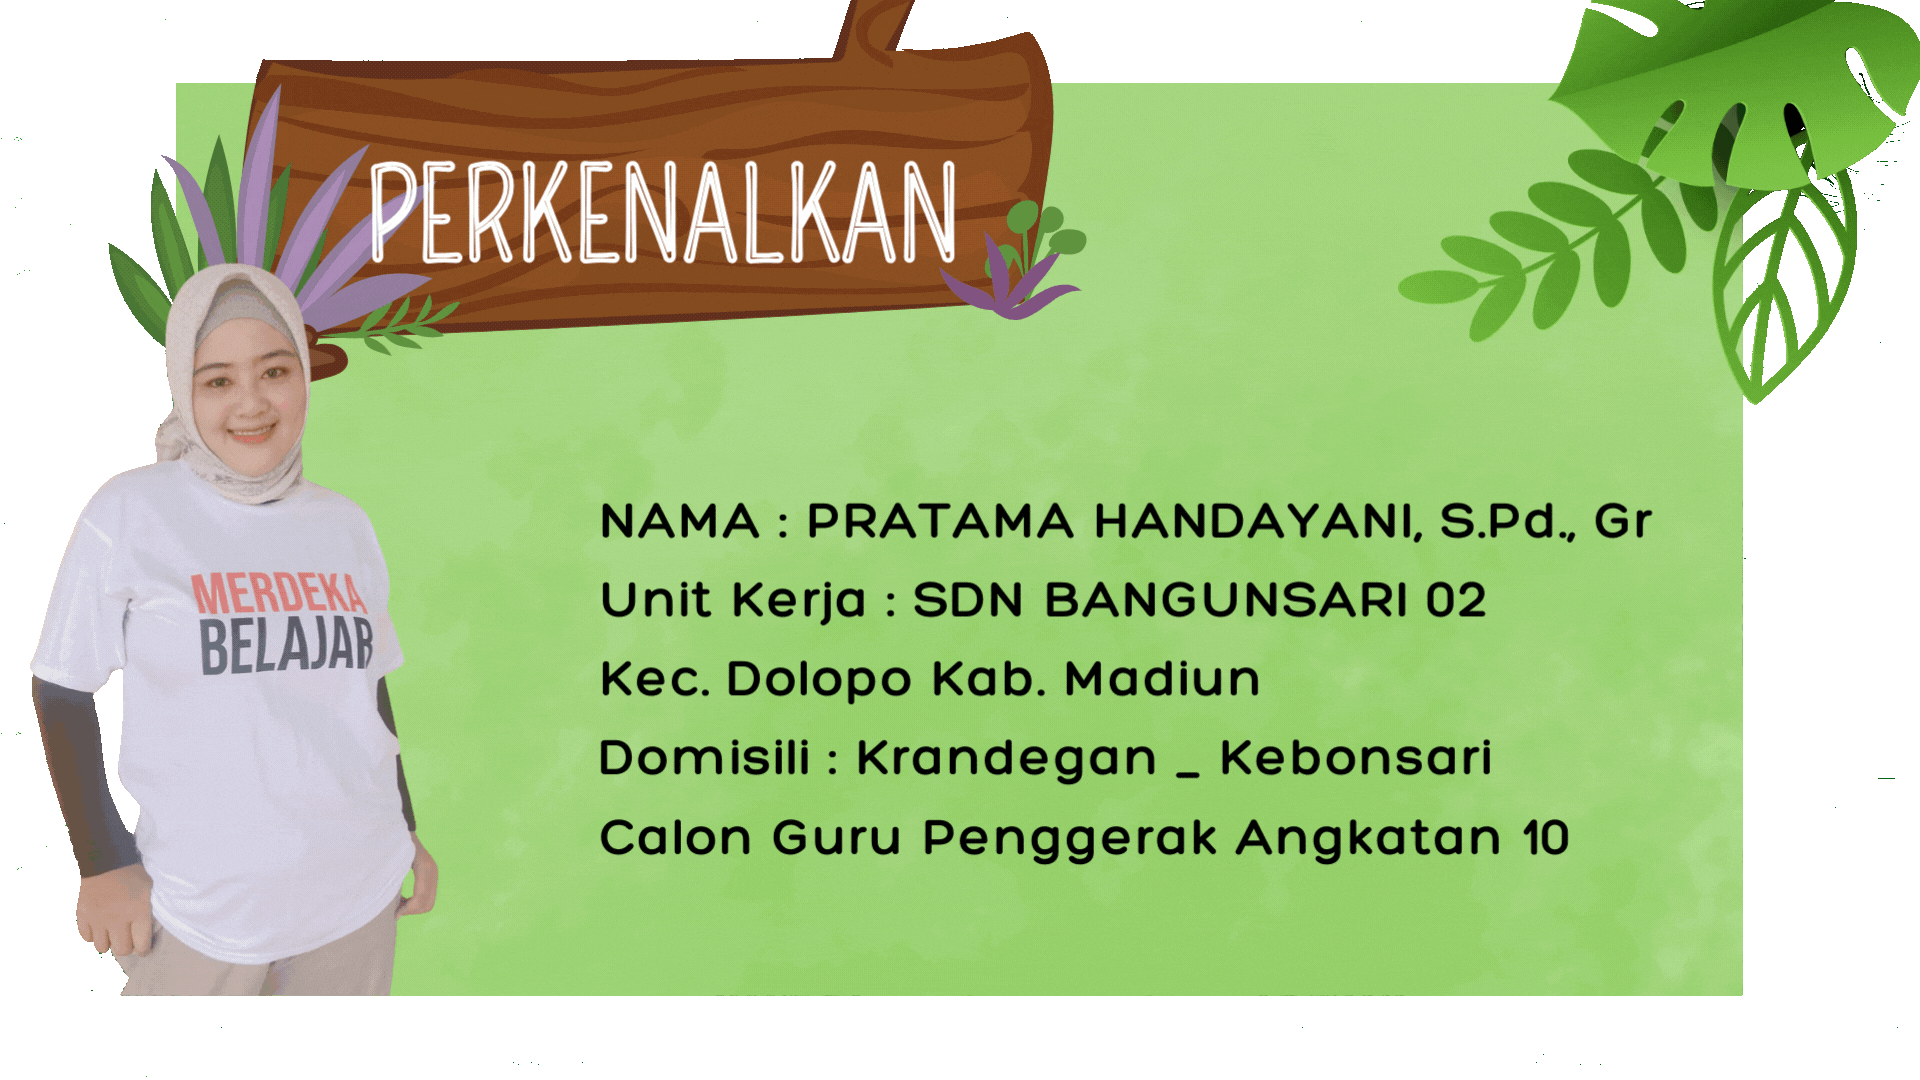 PERKENALKAN
MERDEKA
BELAJAR
NAMA : PRATAMA HANDAYANI, S.Pd., Gr
Unit Kerja : SDN BANGUNSARI 02
Kec. Dolopo Kab. Madiun
Domisili : Krandegan _ Kebonsari
Calon Guru Penggerak Angkatan 10